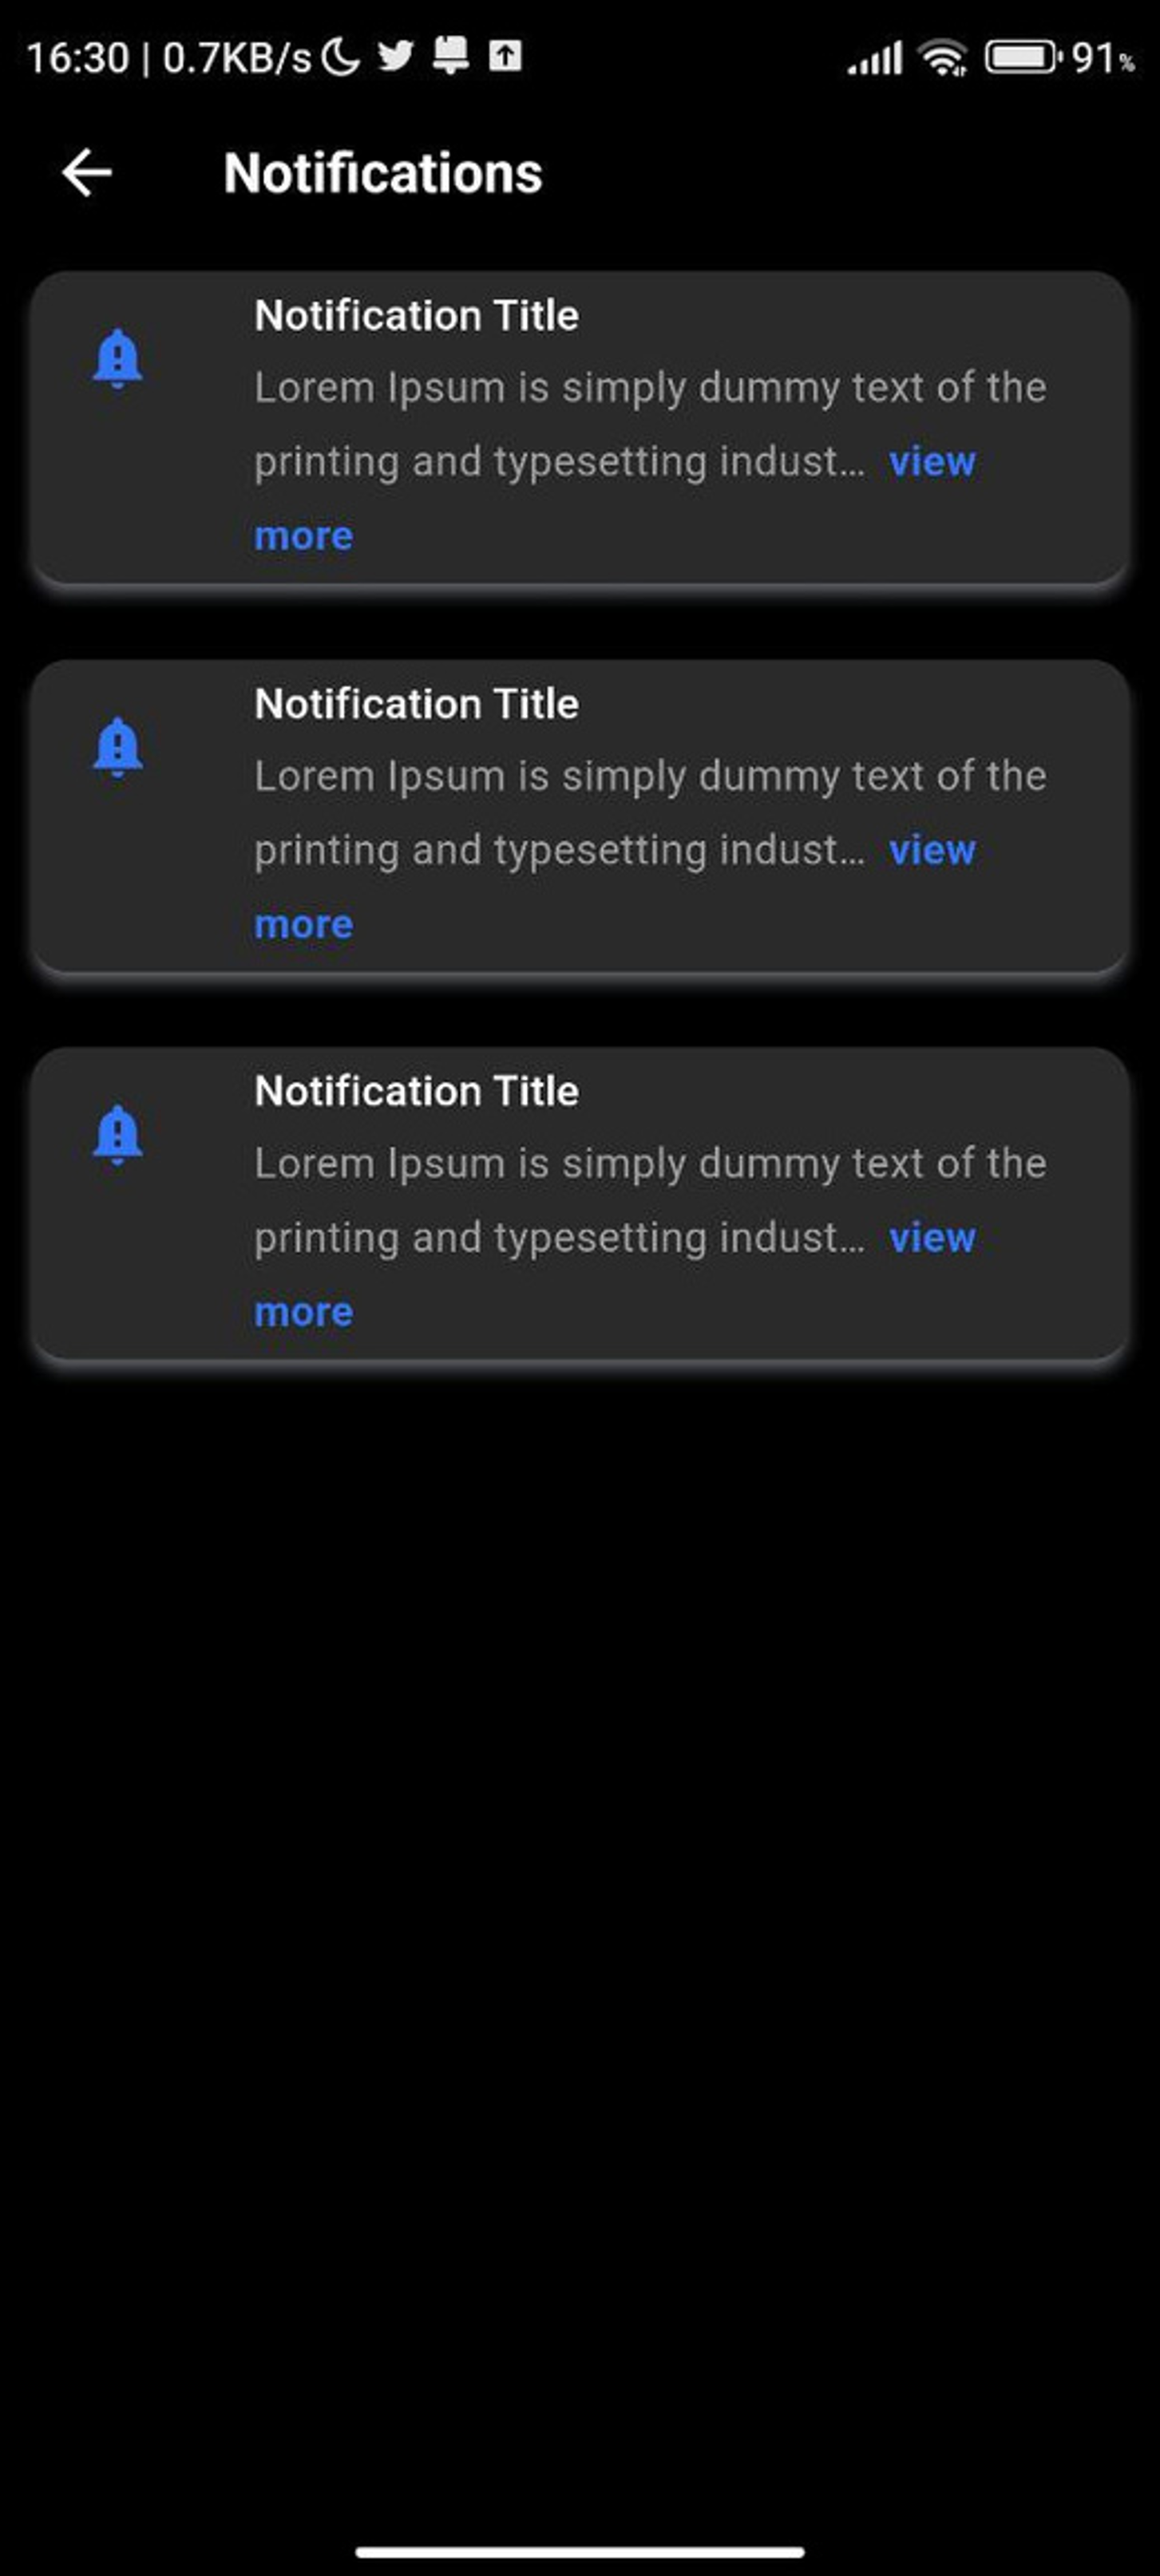 16:30 | 0.7KB/s 91%
Notifications
Notification Title
Lorem Ipsum is simply dummy text of the
printing and typesetting indust... view
more
Notification Title
Lorem Ipsum is simply dummy text of the
printing and typesetting indust... view
more
Notification Title
Lorem Ipsum is simply dummy text of the
printing and typesetting indust... view
more